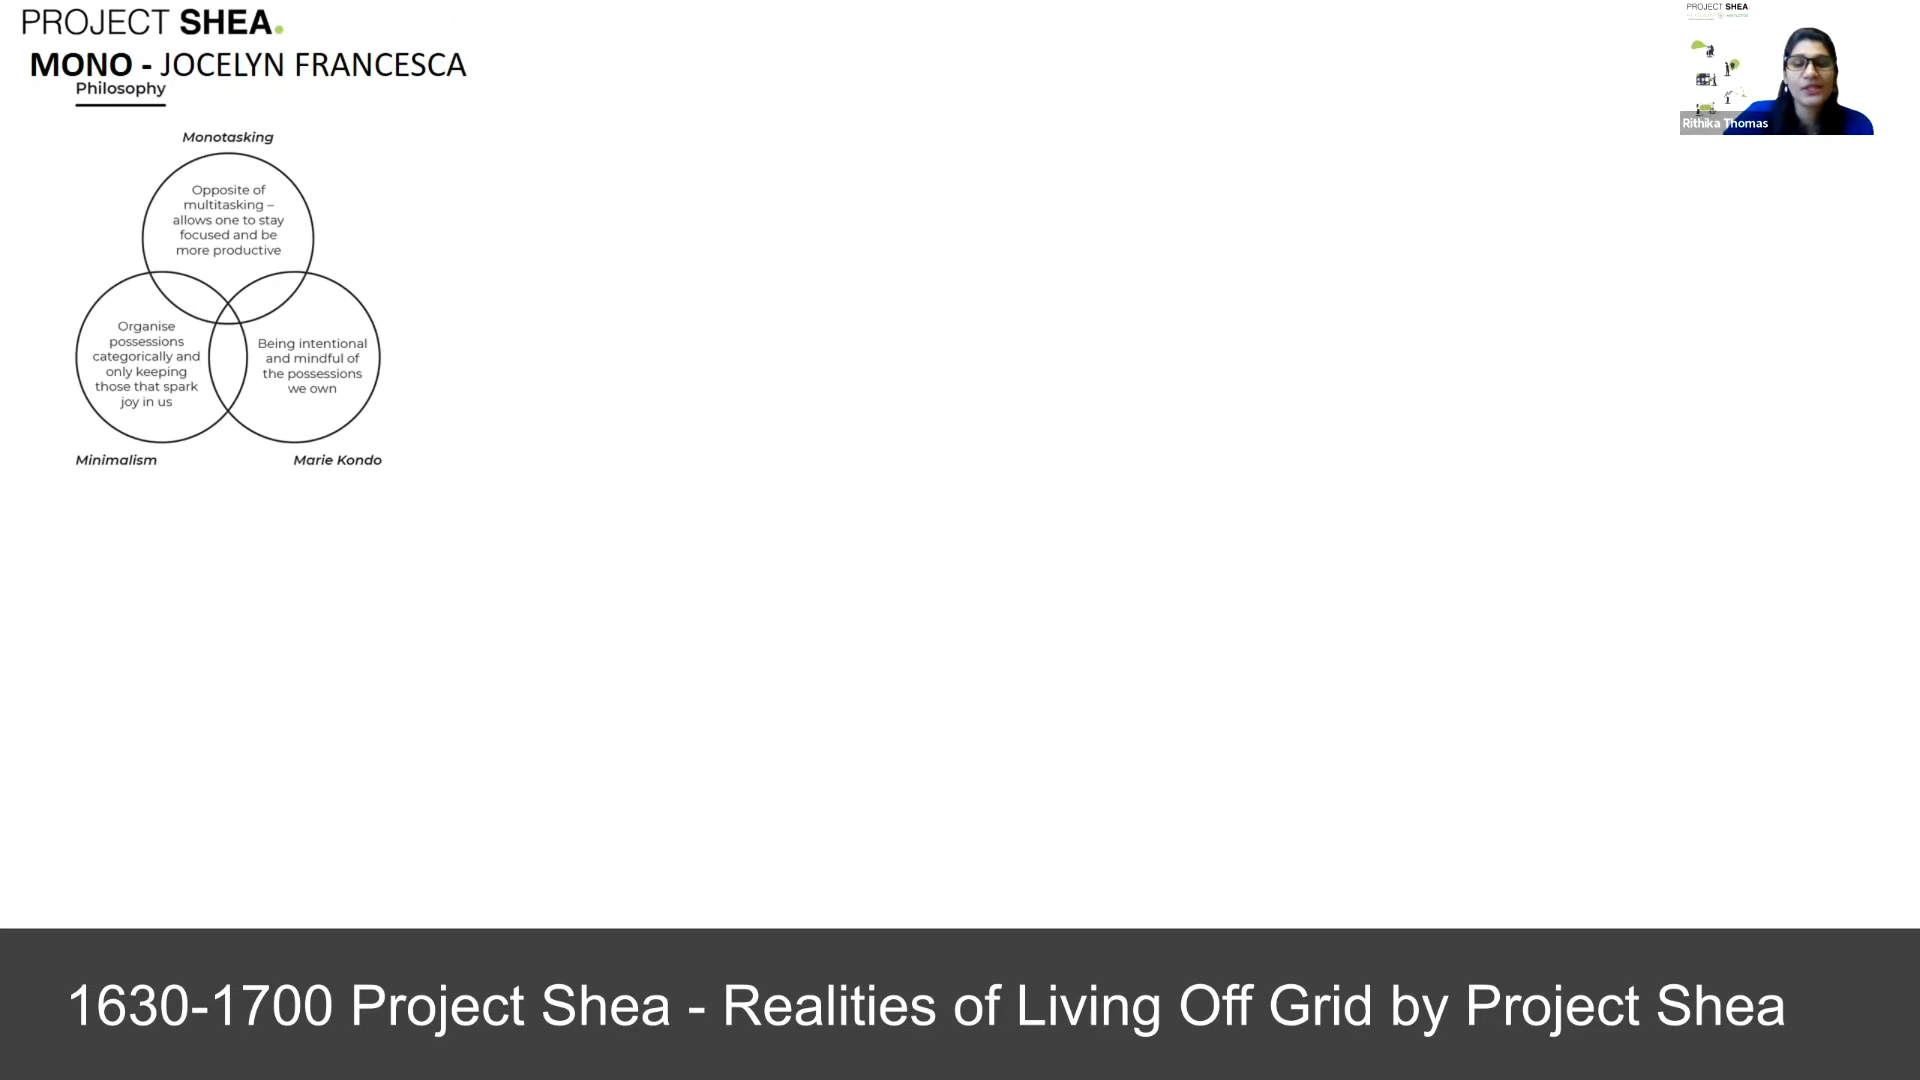 PROJECT SHEA.
MONO - JOCELYN FRANCESCA
Philosophy
Monotasking
Opposite of
multitasking –
allows one to stay
focused and be
more productive
Organise
possessions
categorically and
only keeping
those that spark
joy in us
Being intentional
and mindful of
the possessions
we own
Minimalism
Marie Kondo
PROJECT SHEA
Rithika Thomas
1630-1700 Project Shea - Realities of Living Off Grid by Project Shea